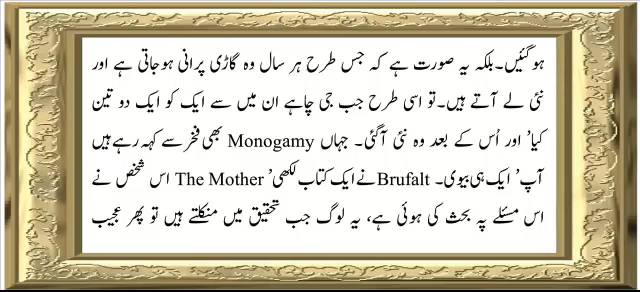 ہوگئیں۔بلکہ یہ صورت ہے کہ جس طرح ہر سال وہ گاڑی پرانی ہوجاتی ہے اور
نئی لے آتے ہیں۔تو اسی طرح جب جی چاہے ان میں سے ایک کو ایک دو تین
کیا’ اور اُس کے بعد وہ نئی آگئی۔ جہاں Monogamy بھی فخر سے کہہ رہے ہیں
آپ’ ایک ہی بیوی۔ Brufalt نے ایک کتاب لکھی’ The Mother اس شخص نے
اس مسئلے پہ بحث کی ہوئی ہے، یہ لوگ جب تحقیق میں منکلتے ہیں تو پھر عجیب